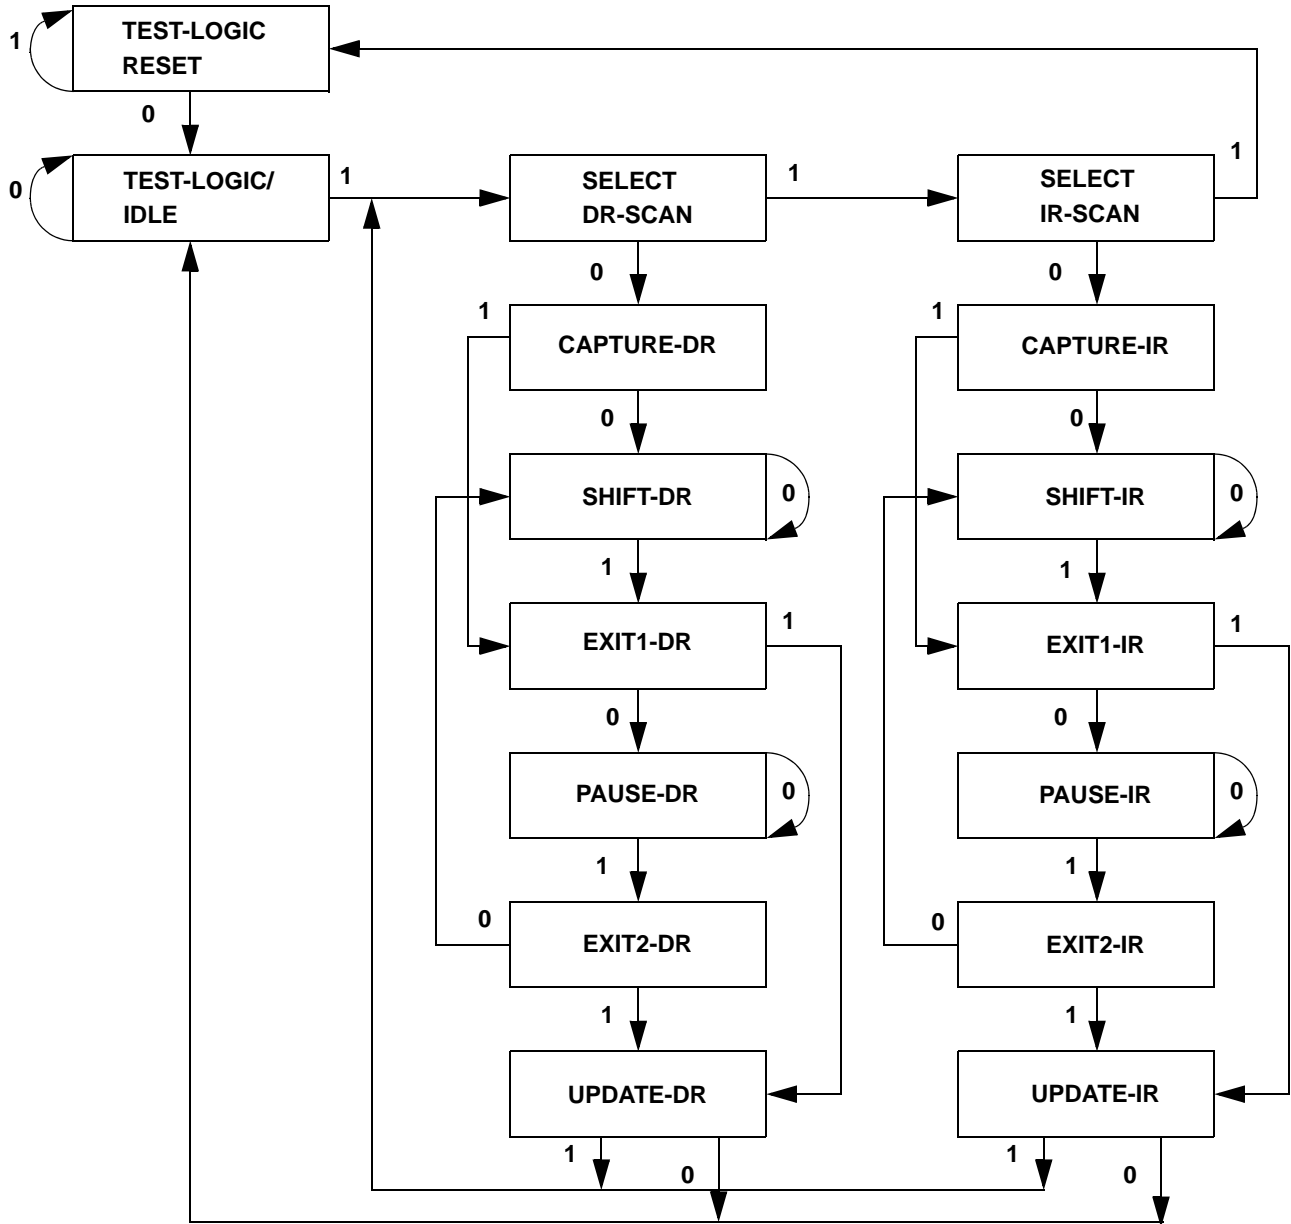 TEST-LOGIC
RESET
1
0
TEST-LOGIC/
IDLE
0
1
SELECT
DR-SCAN
1
SELECT
IR-SCAN
1
0
0
1
CAPTURE-DR
1
CAPTURE-IR
0
0
SHIFT-DR
0
SHIFT-IR
0
1
1
EXIT1-DR
1
EXIT1-IR
1
0
0
PAUSE-DR
0
PAUSE-IR
0
1
1
0
EXIT2-DR
0
EXIT2-IR
1
1
UPDATE-DR
UPDATE-IR
1
0
1
0